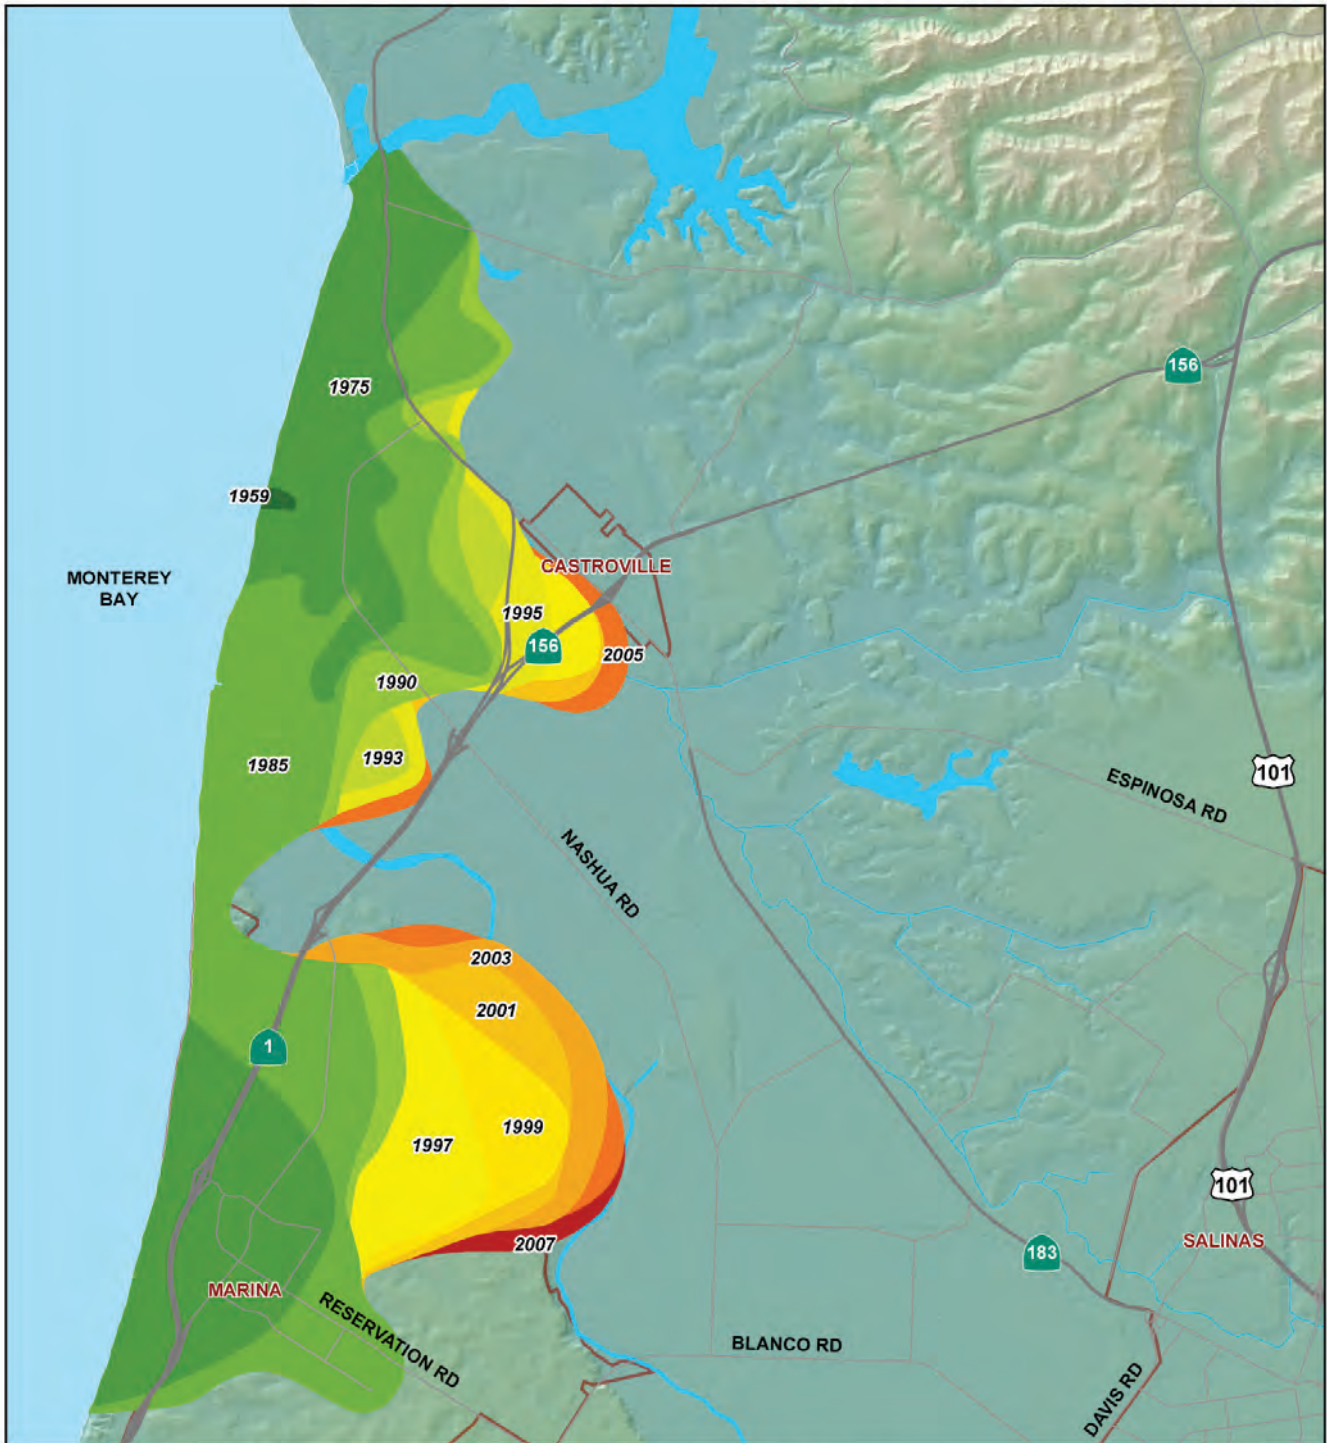 156
1975
1959
CASTROVILLE
MONTEREY
BAY
1995
156
2005
1990
1993
1985
101
ESPINOSA RD
NASHUA RD
2003
2001
1
1999
1997
101
2007
183
SALINAS
MARINA
RESERVATION RD
BLANCO RD
DAVIS RD